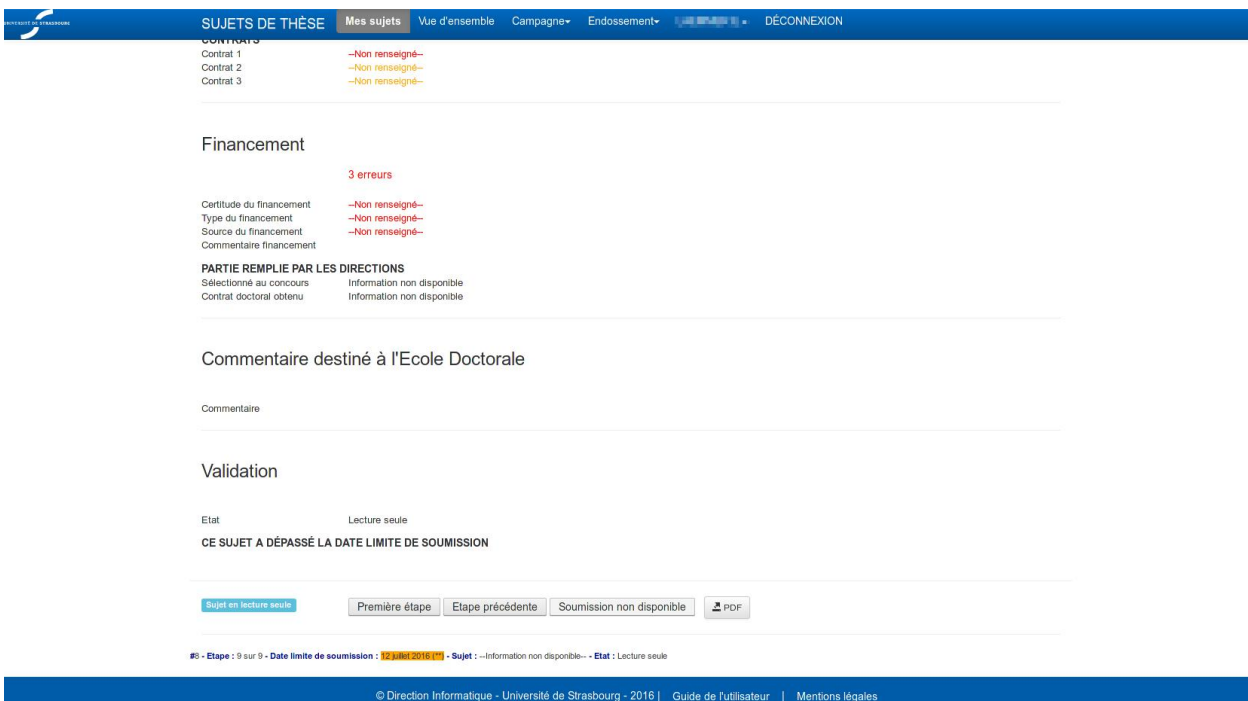 UNIVERSITÉ DE STRASBOURG
SUJETS DE THÈSE Mes sujets Vue d'ensemble Campagne Endossement DÉCONNEXION
CONTRATS
Contrat 1 --Non renseigné--
Contrat 2 --Non renseigné--
Contrat 3 --Non renseigné--
Financement
3 erreurs
Certitude du financement --Non renseigné--
Type du financement --Non renseigné--
Source du financement --Non renseigné--
Commentaire financement
PARTIE REMPLIE PAR LES DIRECTIONS
Sélectionné au concours Information non disponible
Contrat doctoral obtenu Information non disponible
Commentaire destiné à l'Ecole Doctorale
Commentaire
Validation
Etat Lecture seule
CE SUJET A DÉPASSÉ LA DATE LIMITE DE SOUMISSION
Sujet en lecture seule Première étape Etape précédente Soumission non disponible PDF
#8 - Etape : 9 sur 9 - Date limite de soumission : 12 juillet 2016 (**) - Sujet : --Information non disponible-- - Etat : Lecture seule
© Direction Informatique - Université de Strasbourg - 2016 | Guide de l'utilisateur | Mentions légales